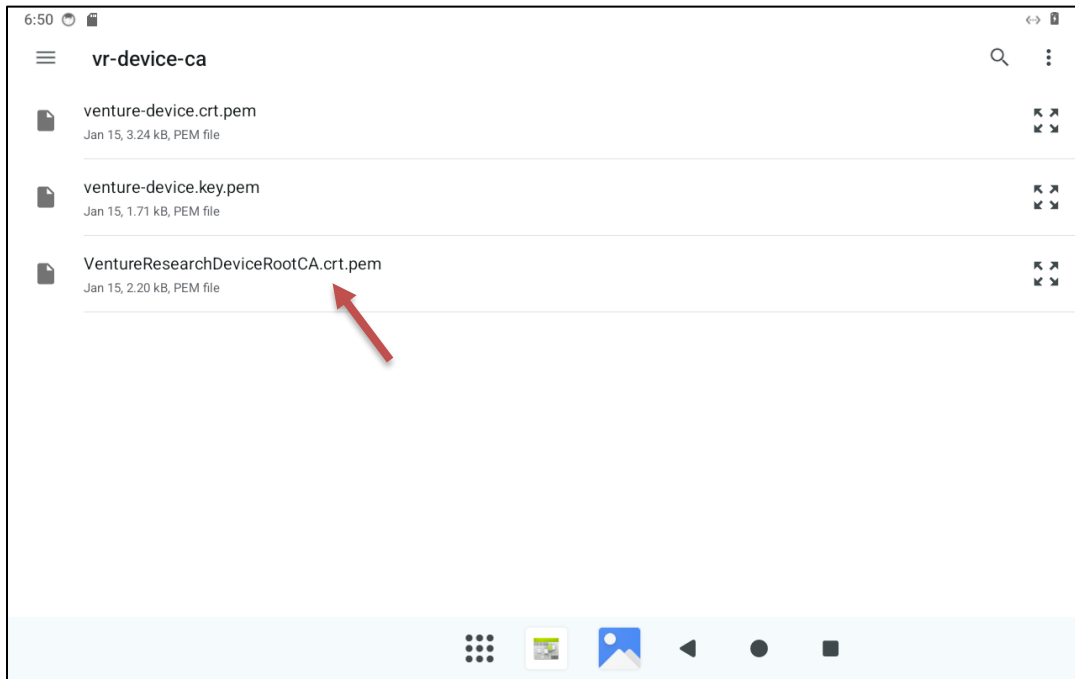 6:50
vr-device-ca
venture-device.crt.pem
Jan 15, 3.24 kB, PEM file
venture-device.key.pem
Jan 15, 1.71 kB, PEM file
VentureResearchDeviceRootCA.crt.pem
Jan 15, 2.20 kB, PEM file